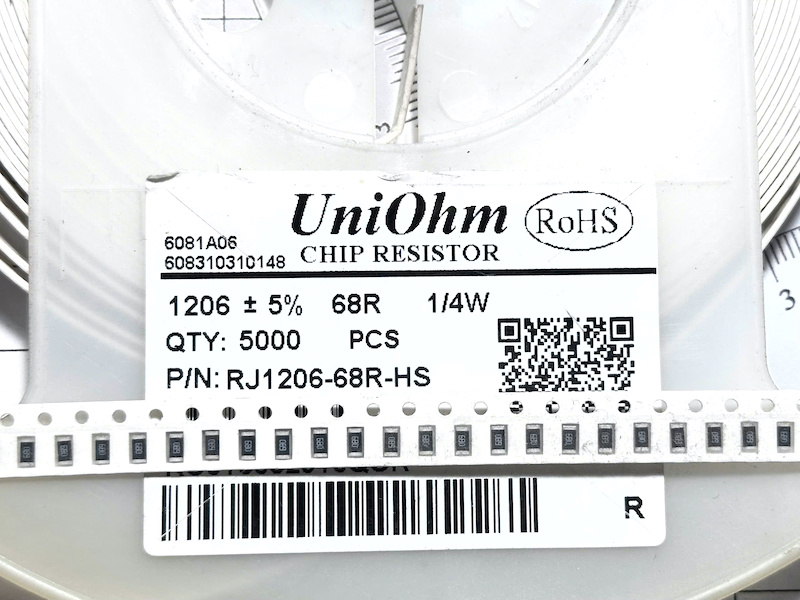 UniOhm
RoHS
6081A06
608310310148
CHIP RESISTOR
1206 ± 5% 68R 1/4W
QTY: 5000 PCS
P/N: RJ1206-68R-HS
R